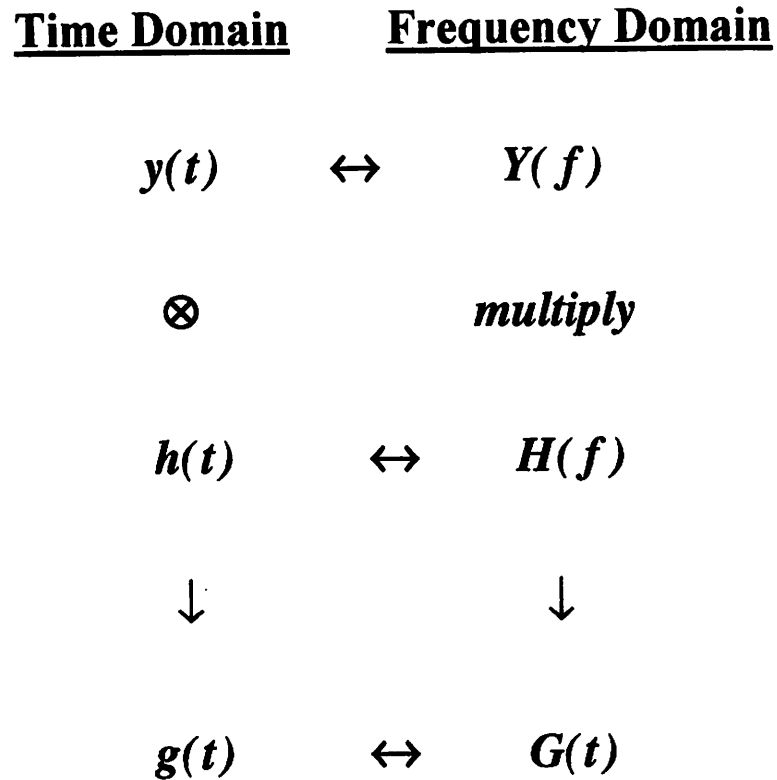 Time Domain Frequency Domain
y(t) ↔ Y(f)
⊗ multiply
h(t) ↔ H(f)
↓ ↓
g(t) ↔ G(t)